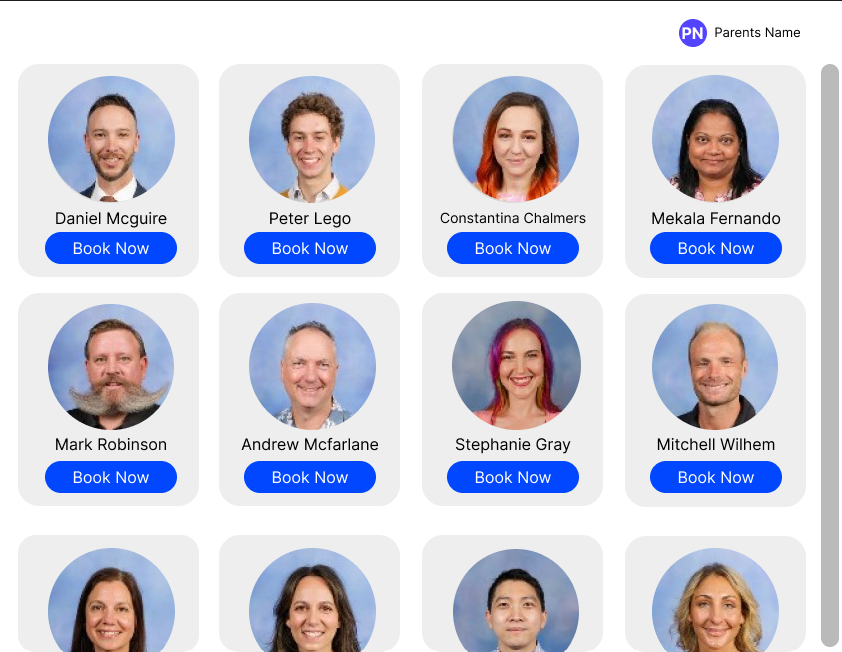 PN Parents Name
Daniel Mcguire
Peter Lego
Constantina Chalmers
Mekala Fernando
Book Now
Book Now
Book Now
Book Now
Mark Robinson
Andrew Mcfarlane
Stephanie Gray
Mitchell Wilhem
Book Now
Book Now
Book Now
Book Now